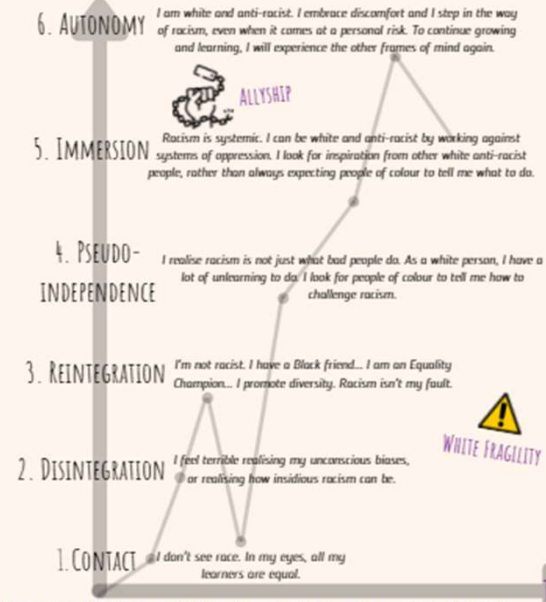 6. AUTONOMY
I am white and anti-racist. I embrace discomfort and I step in the way
of racism, even when it comes at a personal risk. To continue growing
and learning, I will experience the other frames of mind again.
ALLYSHIP
5. IMMERSION
Racism is systemic. I can be white and anti-racist by working against
systems of oppression. I look for inspiration from other white anti-racist
people, rather than always expecting people of colour to tell me what to do.
4. PSEUDO-
INDEPENDENCE
I realise racism is not just what bad people do. As a white person, I have a
lot of unlearning to do. I look for people of colour to tell me how to
challenge racism.
3. REINTEGRATION
I'm not racist. I have a Black friend... I am an Equality
Champion... I promote diversity. Racism isn't my fault.
WHITE FRAGILITY
2. DISINTEGRATION
I feel terrible realising my unconscious biases,
or realising how insidious racism can be.
1. CONTACT
I don't see race. In my eyes, all my
learners are equal.